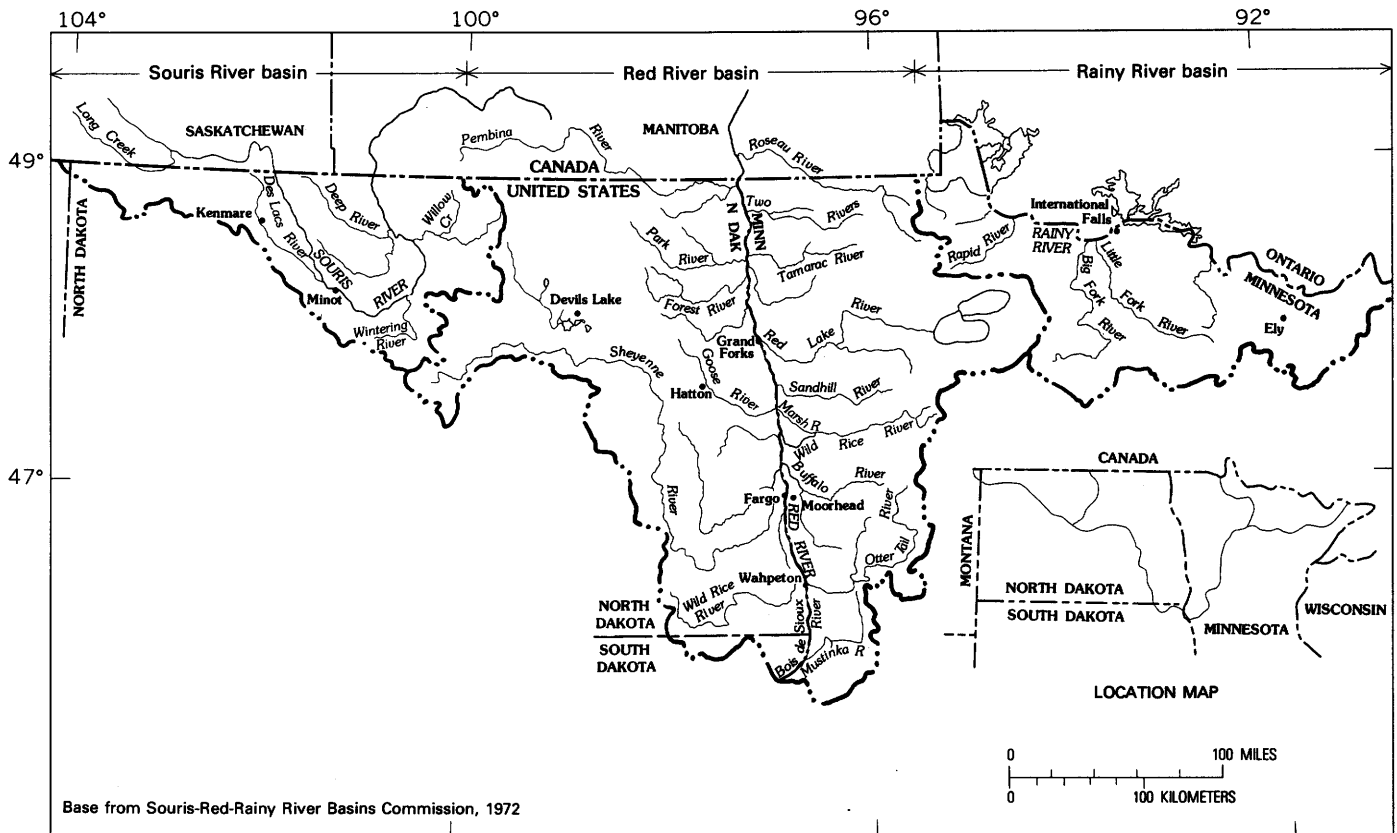 104°
100°
96°
92°
Souris River basin
Red River basin
Rainy River basin
Long Creek
SASKATCHEWAN
Pembina
River
MANITOBA
Roseau River
49°
CANADA
UNITED STATES
NORTH DAKOTA
Kenmare
Des Lacs
River
Deep River
Willow
Cr
SOURIS
RIVER
Minot
Wintering
River
N DAK
MINN
Two
Rivers
Park
River
Tamarac River
Forest River
Devils Lake
Grand
Forks
Red
Lake
River
Rapid River
International
Falls
RAINY
RIVER
Big
Fork
River
Little
Fork
River
ONTARIO
MINNESOTA
Ely
Sheyenne
River
Goose
River
Hatton
Sandhill
River
Marsh R
Wild
Rice
River
47°
Buffalo
River
Fargo
Moorhead
RED
RIVER
River
Otter
Tail
Wahpeton
Wild Rice
River
Bois
de
Sioux
River
Mustinka R
NORTH
DAKOTA
SOUTH
DAKOTA
CANADA
MONTANA
NORTH DAKOTA
SOUTH DAKOTA
MINNESOTA
WISCONSIN
LOCATION MAP
0
100 MILES
0
100 KILOMETERS
Base from Souris-Red-Rainy River Basins Commission, 1972